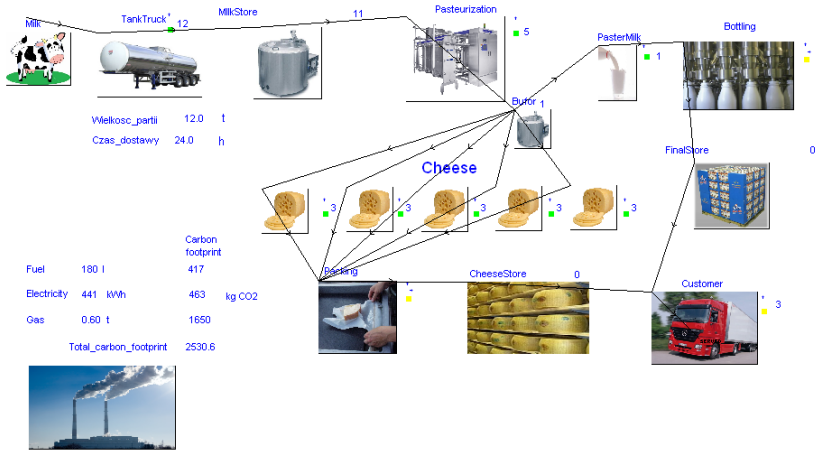 Milk
TankTruck
12
MilkStore
11
Pasteurization
5
PasterMilk
1
Bottling
Bufor 1
Wielkosc_partii 12.0 t
Czas_dostawy 24.0 h
Cheese
FinalStore 0
3
3
3
3
3
Carbon
footprint
Fuel 180 l 417
Electricity 441 kWh 463 kg CO2
Gas 0.60 t 1650
Total_carbon_footprint 2530.6
Packing
CheeseStore 0
Customer
3